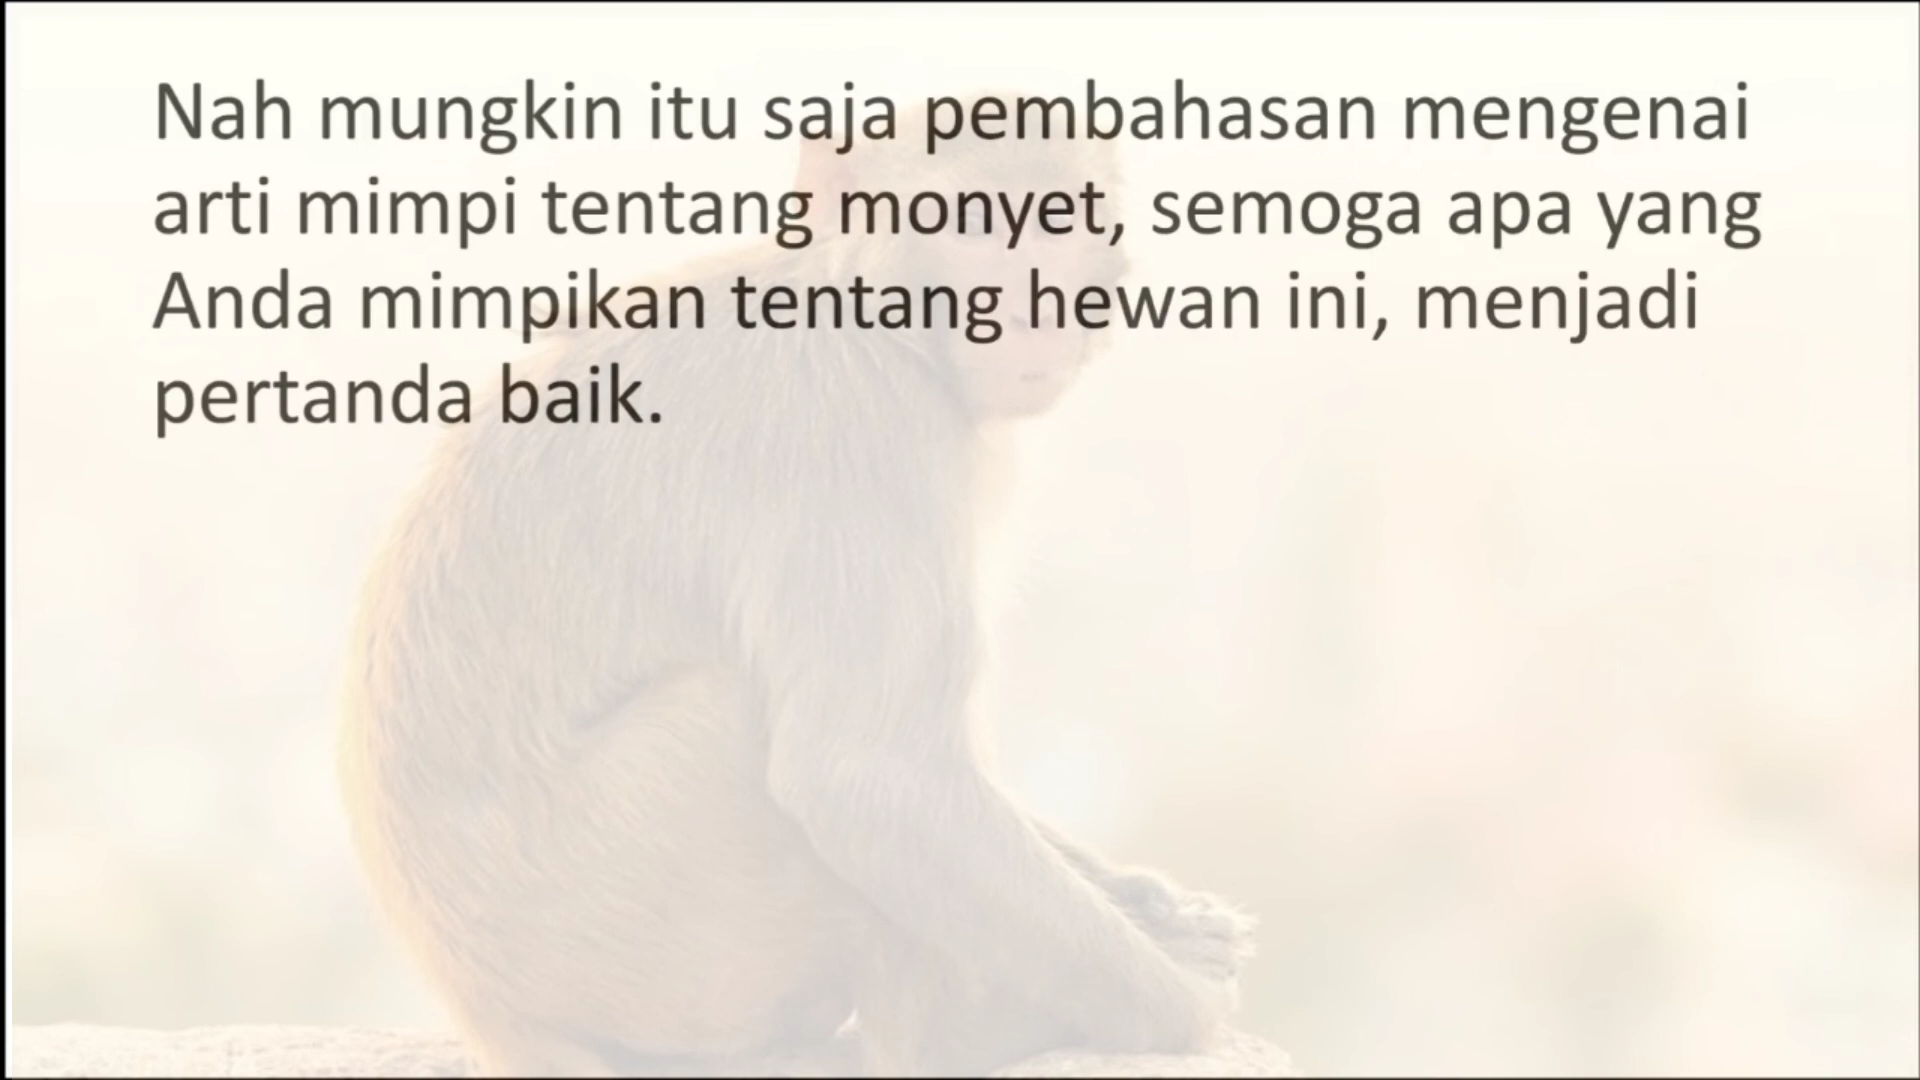 Nah mungkin itu saja pembahasan mengenai
arti mimpi tentang monyet, semoga apa yang
Anda mimpikan tentang hewan ini, menjadi
pertanda baik.